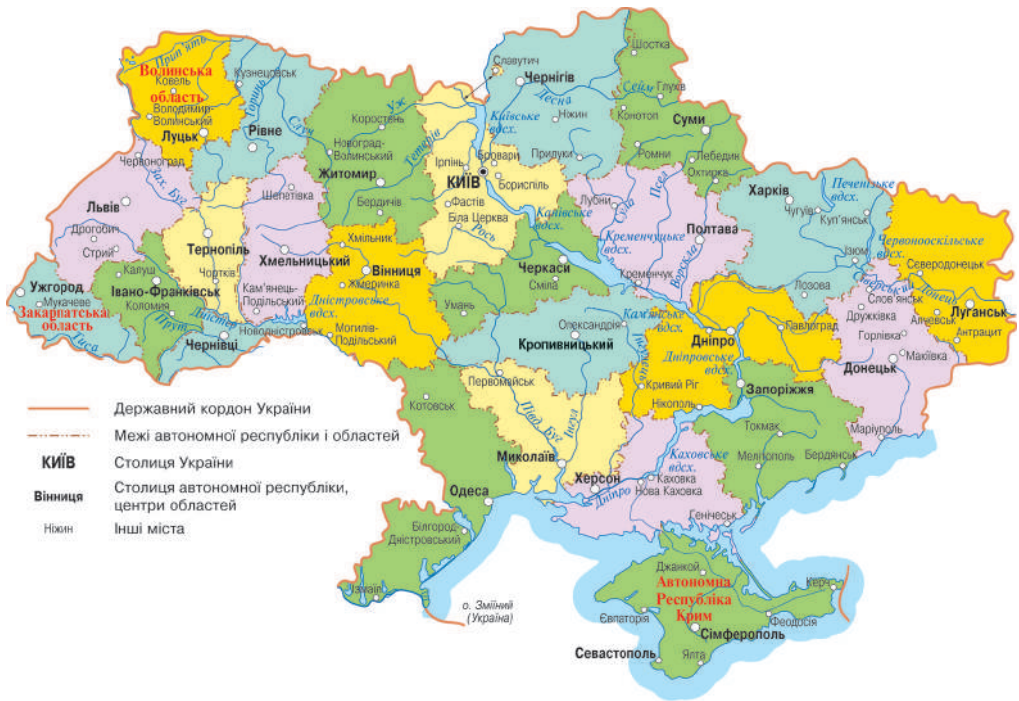 Шостка
Славутич
Прип'ять
Волинська
область
Ковель
Кузнецовськ
Чернігів
Сейм
Глухів
Горинь
Десна
Володимир-
Волинський
Луцьк
Рівне
Случ
Коростень
Уж
Київське
вдсх.
Ніжин
Конотоп
Суми
Новоград-
Волинський
Тетерів
Ірпінь
Бровари
Прилуки
Ромни
Лебедин
Охтирка
Червоноград
Зах. Буг
Шепетівка
Житомир
КИЇВ
Бориспіль
Псел
Харків
Печенізьке
вдсх.
Львів
Бердичів
Фастів
Біла Церква
Канівське
вдсх.
Лубни
Сула
Чугуїв
Куп'янськ
Дрогобич
Стрий
Тернопіль
Хмельницький
Хмільник
Рось
Полтава
Кременчуцьке
вдсх.
Ворскла
Ізюм
Червонооскільське
вдсх.
Калуш
Чортків
Вінниця
Жмеринка
Черкаси
Сміла
Кременчук
Сєвєродонецьк
Ужгород
Мукачеве
Івано-Франківськ
Кам'янець-
Подільський
Дністровське
вдсх.
Умань
Лозова
Сіверський Донець
Слов'янськ
Закарпатська
область
Коломия
Дністер
Новодністровськ
Могилів-
Подільський
Олександрія
Кам'янське
вдсх.
Павлоград
Дружківка
Алчевськ
Луганськ
Тиса
Прут
Чернівці
Кропивницький
Дніпро
Горлівка
Антрацит
Дніпровське
вдсх.
Макіївка
Донецьк
Первомайськ
Інгулець
Кривий Ріг
Запоріжжя
Котовськ
Півд. Буг
Інгул
Нікополь
Токмак
Маріуполь
Миколаїв
Каховське
вдсх.
Мелітополь
Бердянськ
Херсон
Каховка
Нова Каховка
Одеса
Дніпро
Генічеськ
Білгород-
Дністровський
Ізмаїл
о. Зміїний
(Україна)
Джанкой
Автономна
Республіка
Крим
Керч
Євпаторія
Феодосія
Сімферополь
Севастополь
Ялта
Державний кордон України
Межі автономної республіки і областей
КИЇВ Столиця України
Вінниця Столиця автономної республіки,
центри областей
Ніжин Інші міста